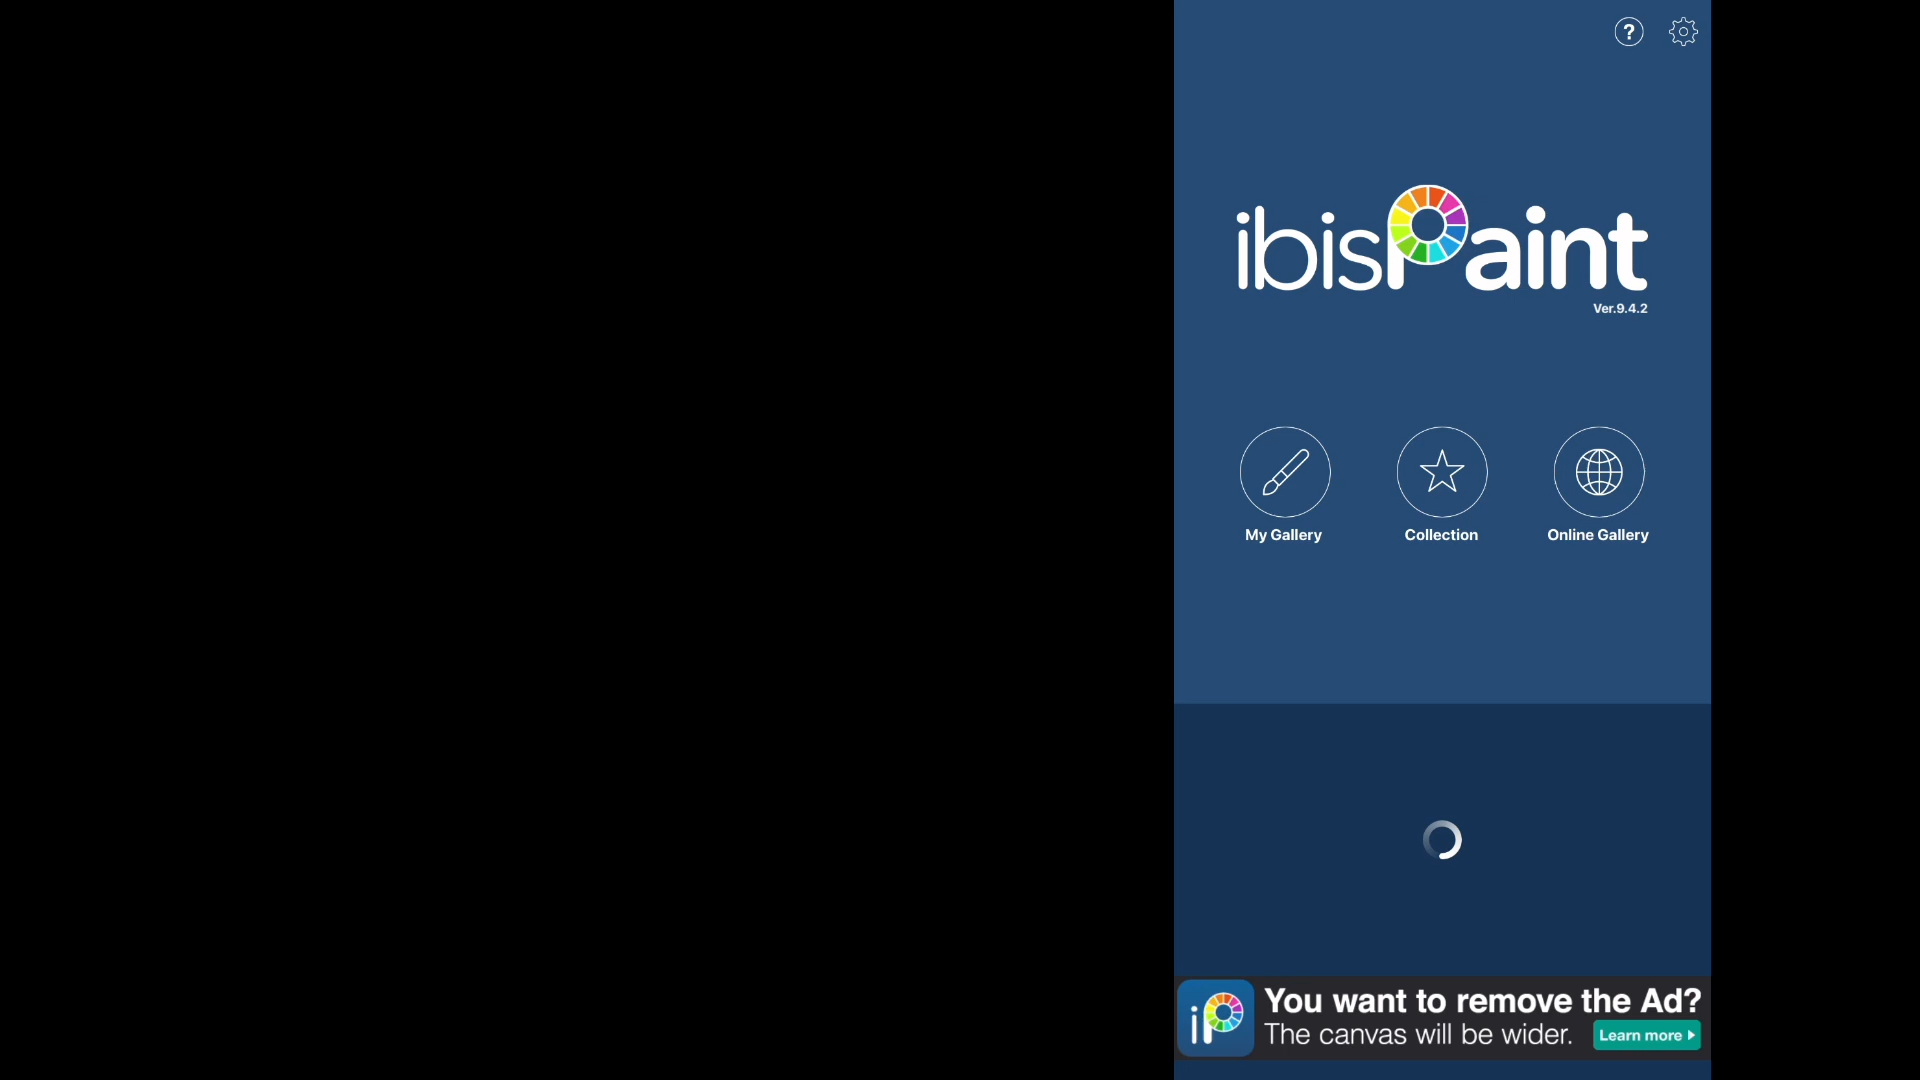 ?
ibisPaint
Ver.9.4.2
My Gallery
Collection
Online Gallery
iP
You want to remove the Ad?
The canvas will be wider.
Learn more